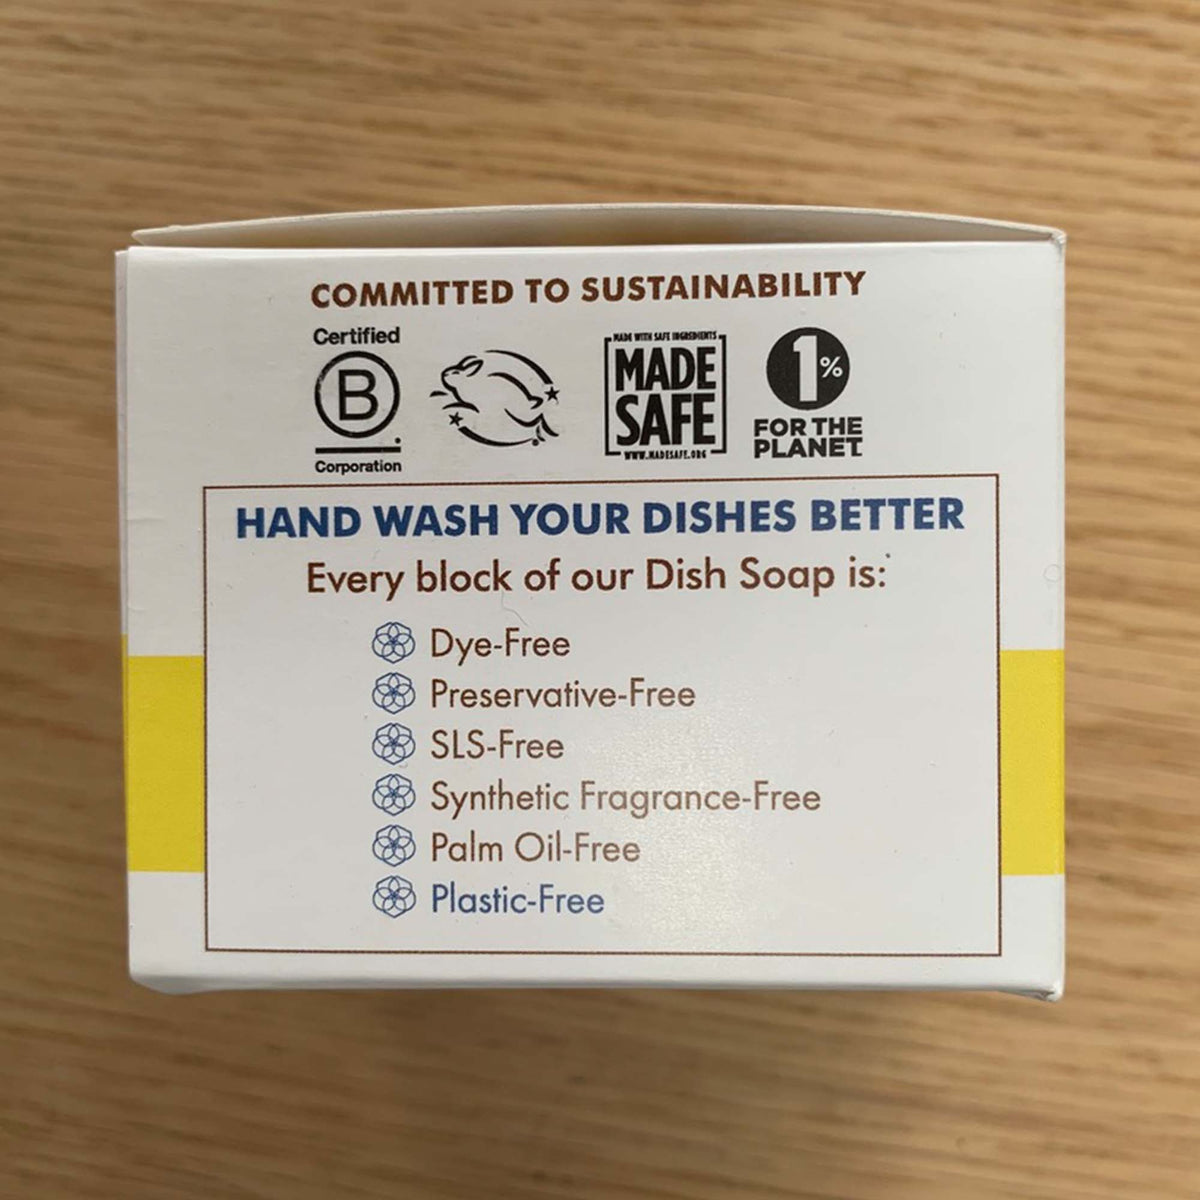 COMMITTED TO SUSTAINABILITY
Certified
B
Corporation
MADE WITH SAFE INGREDIENTS
MADE
SAFE
WWW.MADESAFE.ORG
1%
FOR THE
PLANET
HAND WASH YOUR DISHES BETTER
Every block of our Dish Soap is:
Dye-Free
Preservative-Free
SLS-Free
Synthetic Fragrance-Free
Palm Oil-Free
Plastic-Free